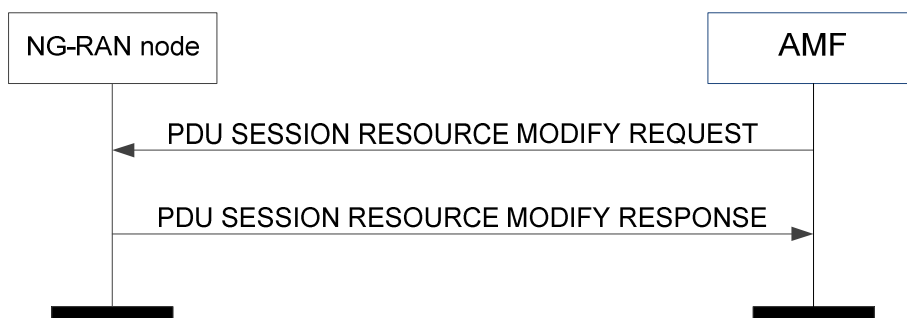 NG-RAN node
AMF
PDU SESSION RESOURCE MODIFY REQUEST
PDU SESSION RESOURCE MODIFY RESPONSE